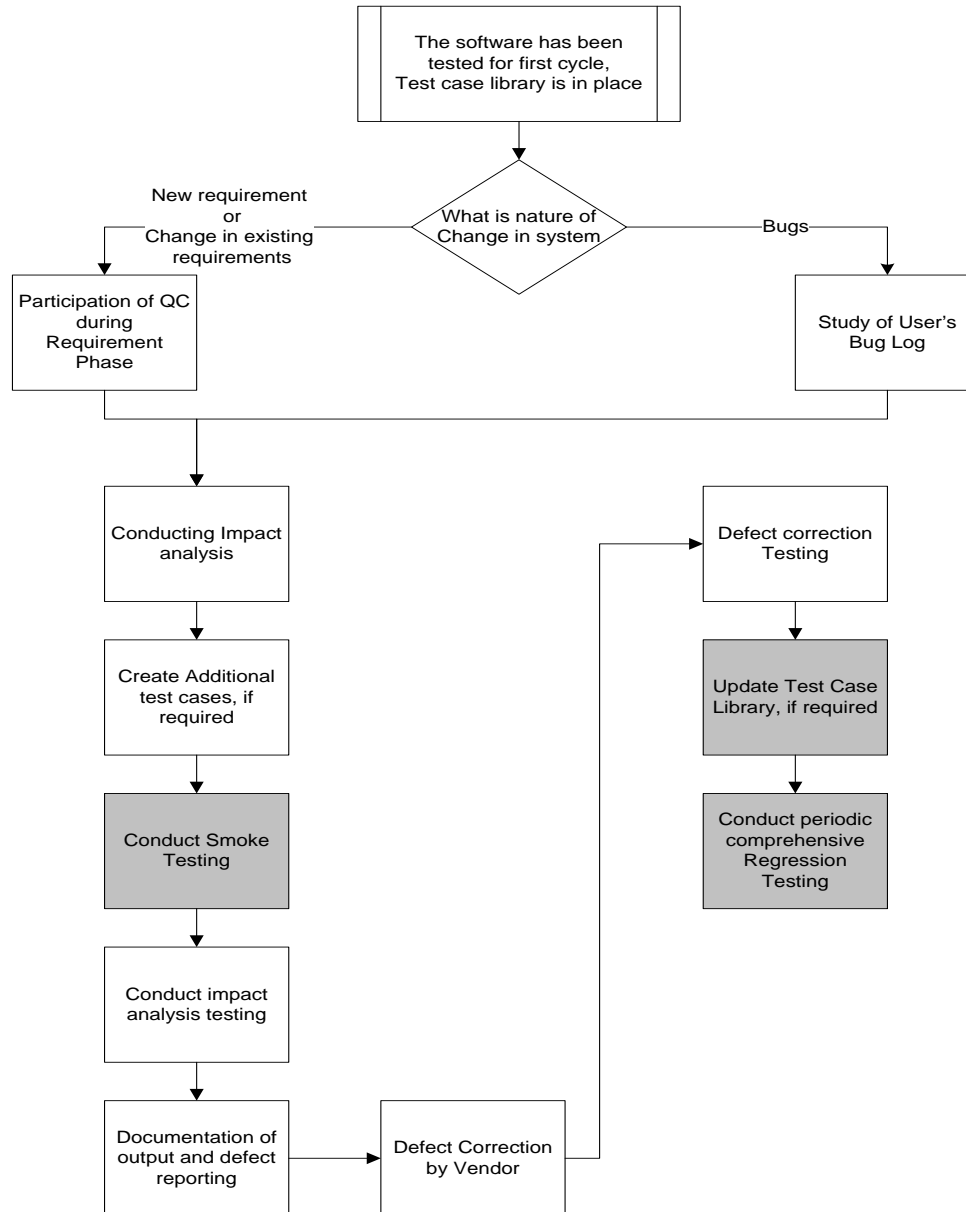 The software has been
tested for first cycle,
Test case library is in place
What is nature of
Change in system
New requirement
or
Change in existing
requirements
Bugs
Participation of QC
during
Requirement
Phase
Study of User's
Bug Log
Conducting Impact
analysis
Defect correction
Testing
Create Additional
test cases, if
required
Update Test Case
Library, if required
Conduct Smoke
Testing
Conduct periodic
comprehensive
Regression
Testing
Conduct impact
analysis testing
Documentation of
output and defect
reporting
Defect Correction
by Vendor